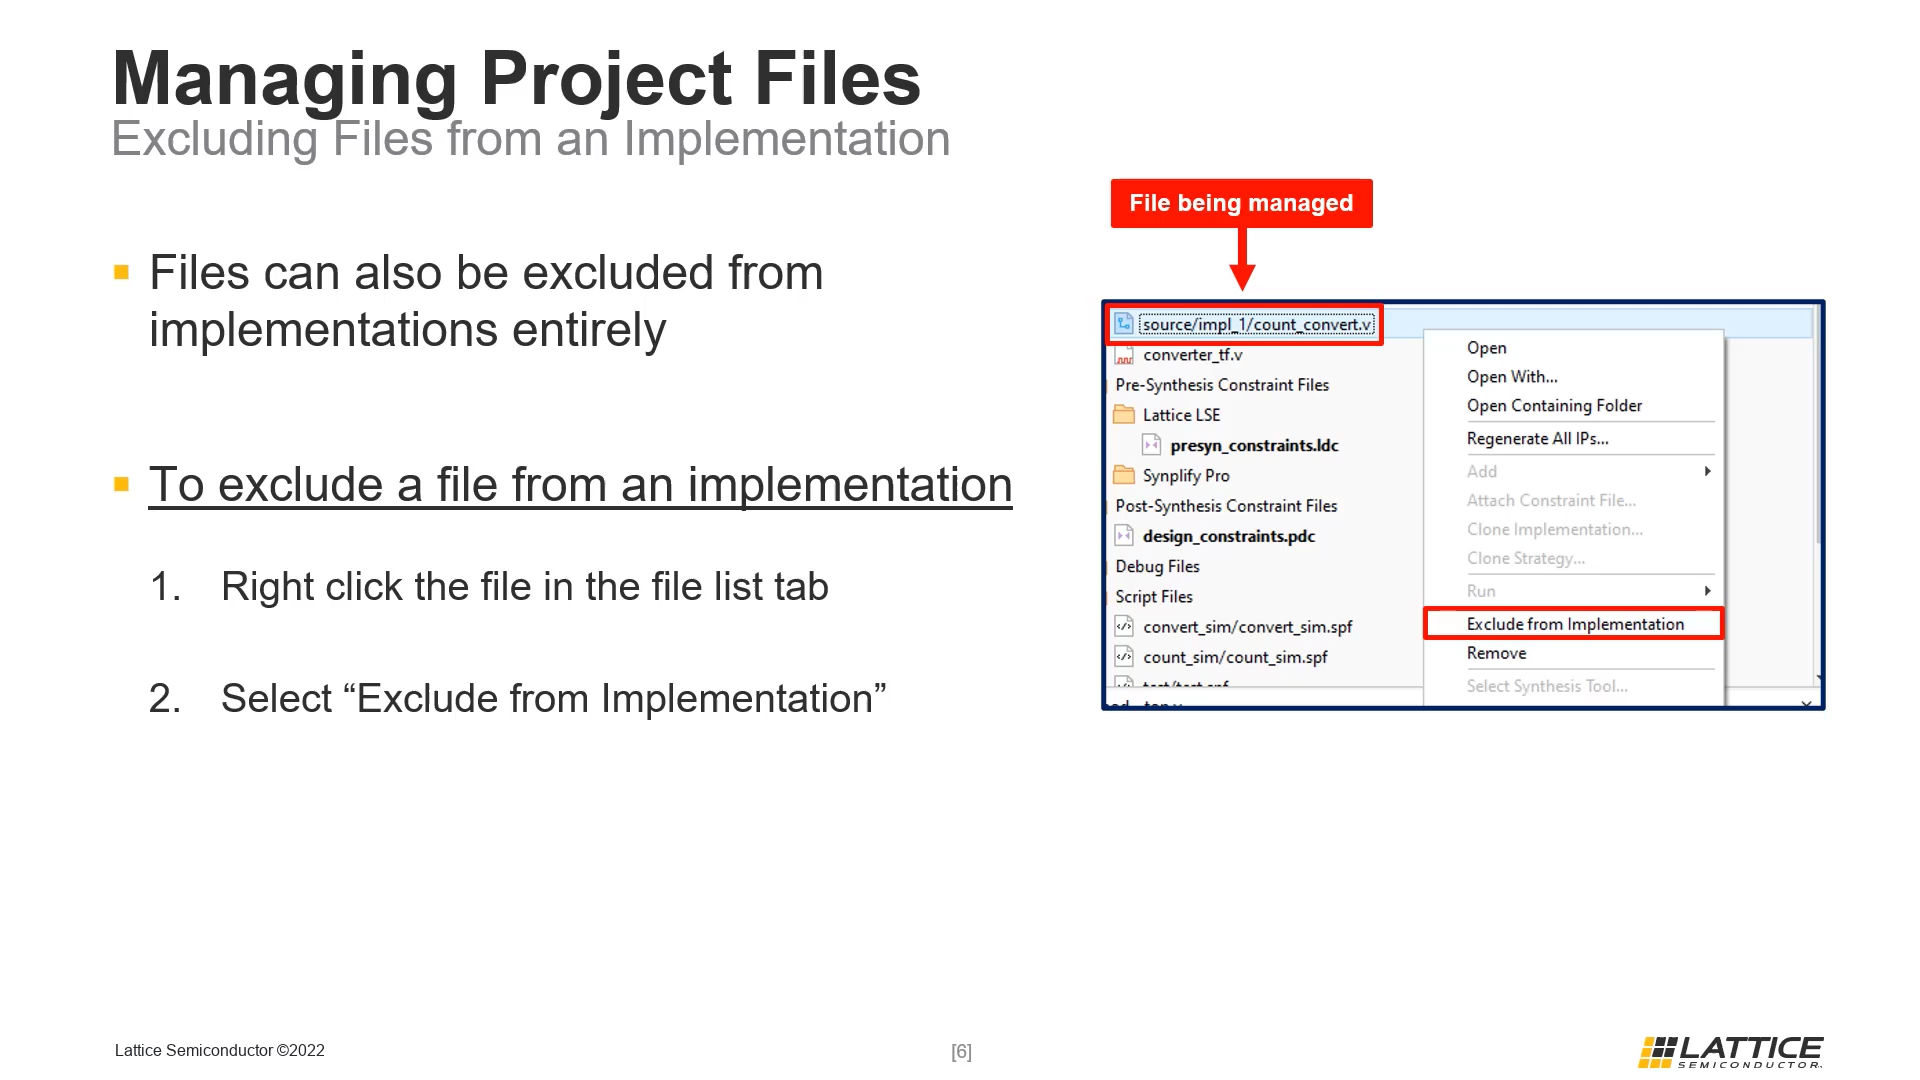 Managing Project Files
Excluding Files from an Implementation
Files can also be excluded from
implementations entirely
To exclude a file from an implementation
1. Right click the file in the file list tab
2. Select “Exclude from Implementation”
File being managed
source/impl_1/count_convert.v
converter_tf.v
Pre-Synthesis Constraint Files
Lattice LSE
presyn_constraints.ldc
Synplify Pro
Post-Synthesis Constraint Files
design_constraints.pdc
Debug Files
Script Files
convert_sim/convert_sim.spf
count_sim/count_sim.spf
Open
Open With...
Open Containing Folder
Regenerate All IPs...
Add
Attach Constraint File...
Clone Implementation...
Clone Strategy...
Run
Exclude from Implementation
Remove
Select Synthesis Tool...
Lattice Semiconductor ©2022
[6]
LATTICE
SEMICONDUCTOR